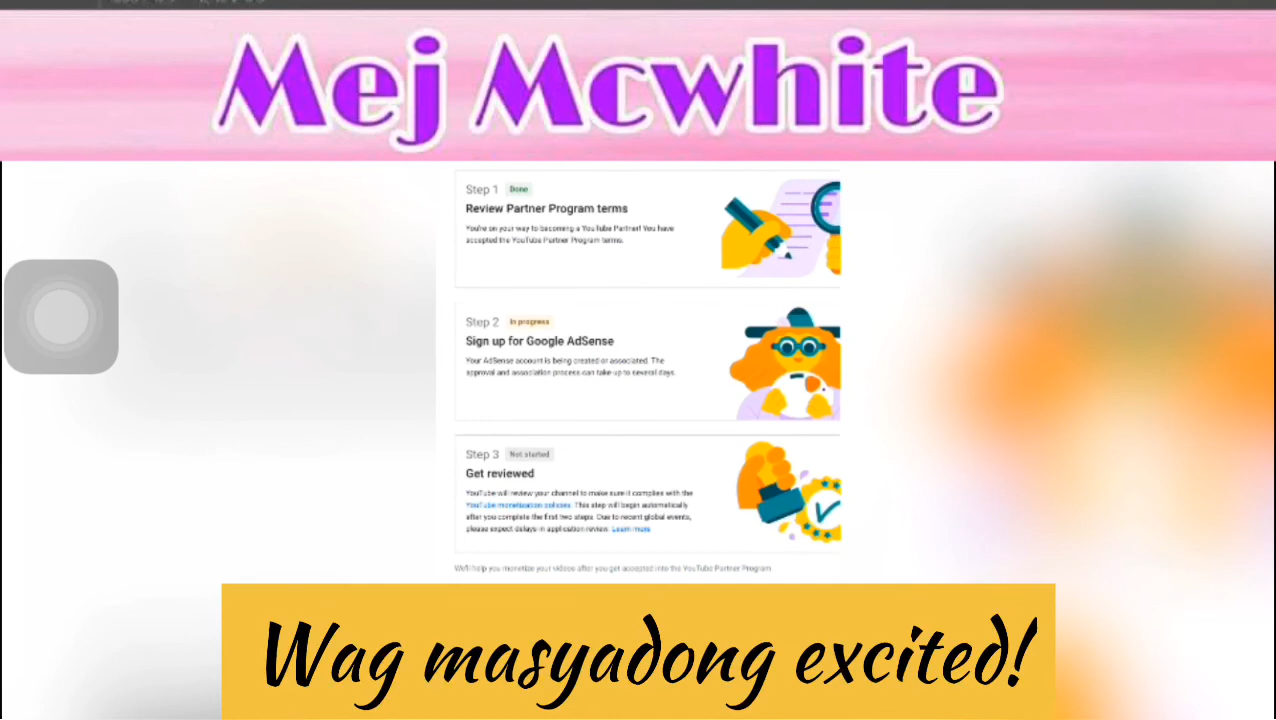 Mej Mcwhite
Step 1 Done
Review Partner Program terms
You're on your way to becoming a YouTube Partner! You have
accepted the YouTube Partner Program terms.
Step 2 In progress
Sign up for Google AdSense
Your AdSense account is being created or associated. The
approval and association process can take up to several days.
Step 3 Not started
Get reviewed
YouTube will review your channel to make sure it complies with the
YouTube monetization policies. This step will begin automatically
after you complete the first two steps. Due to recent global events,
please expect delays in application review. Learn more
We'll help you monetize your videos after you get accepted into the YouTube Partner Program
Wag masyadong excited!